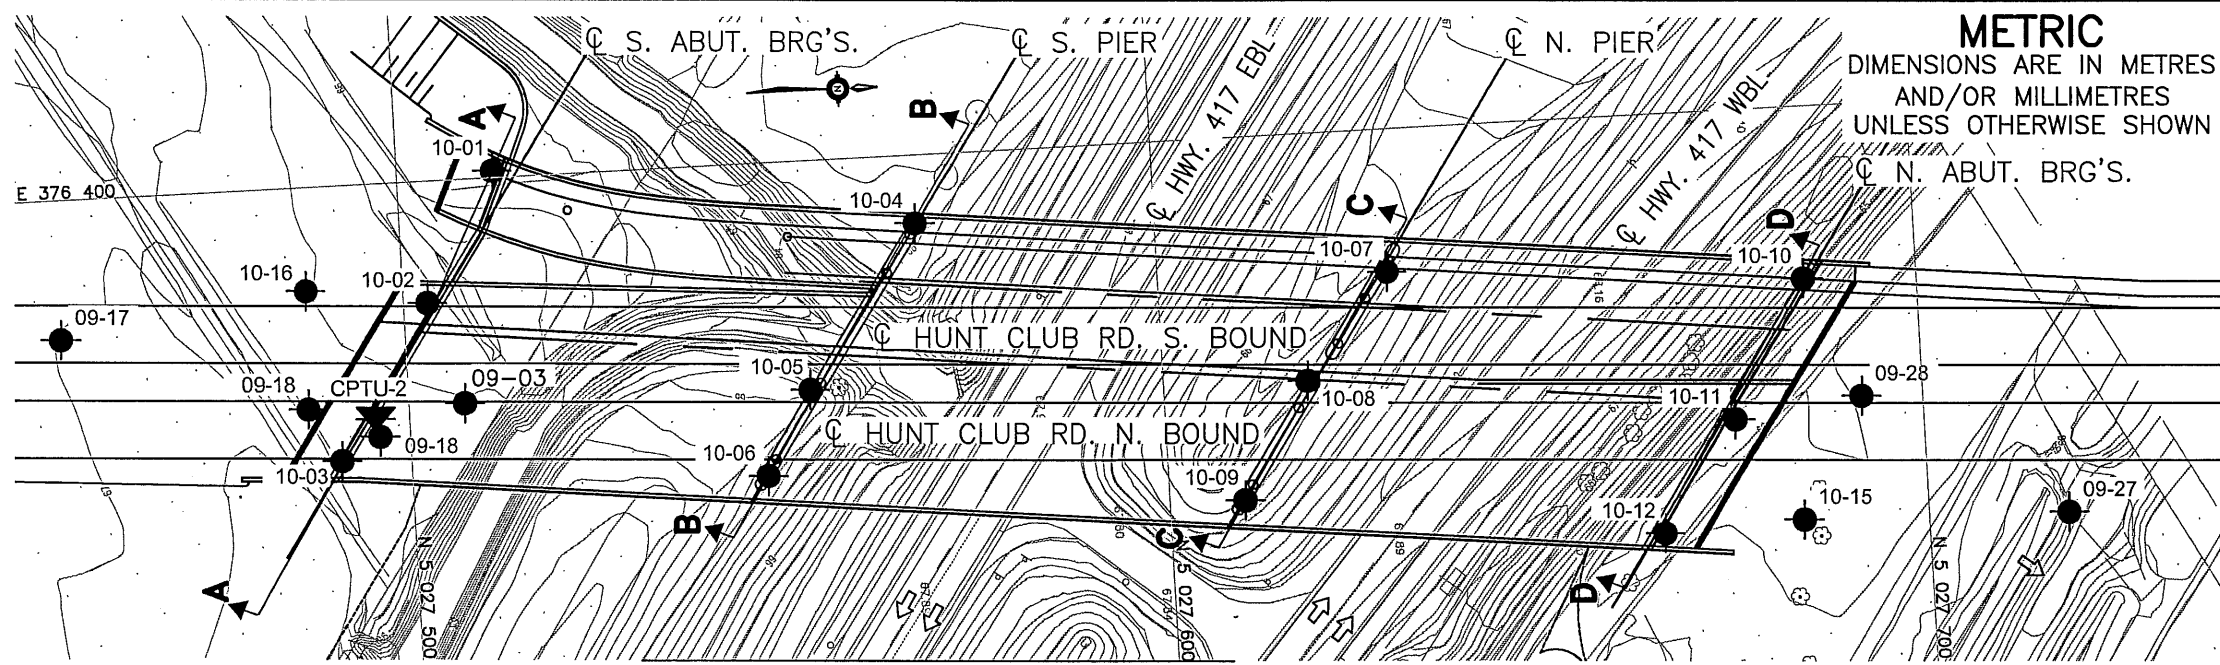 METRIC
DIMENSIONS ARE IN METRES
AND/OR MILLIMETRES
UNLESS OTHERWISE SHOWN
℄ S. ABUT. BRG'S.
℄ S. PIER
℄ N. PIER
℄ N. ABUT. BRG'S.
℄ HWY. 417 EBL
℄ HWY. 417 WBL
N
A
B
C
D
E 376 400
10-01
10-04
10-07
10-10
10-16
10-02
09-17
℄ HUNT CLUB RD. S. BOUND
10-05
09-18
CPTU-2
09-03
10-08
10-11
09-28
09-18
℄ HUNT CLUB RD. N. BOUND
10-03
10-06
10-09
10-12
10-15
09-27
A
B
C
D
N 5 027 500
N 5 027 600
N 5 027 700